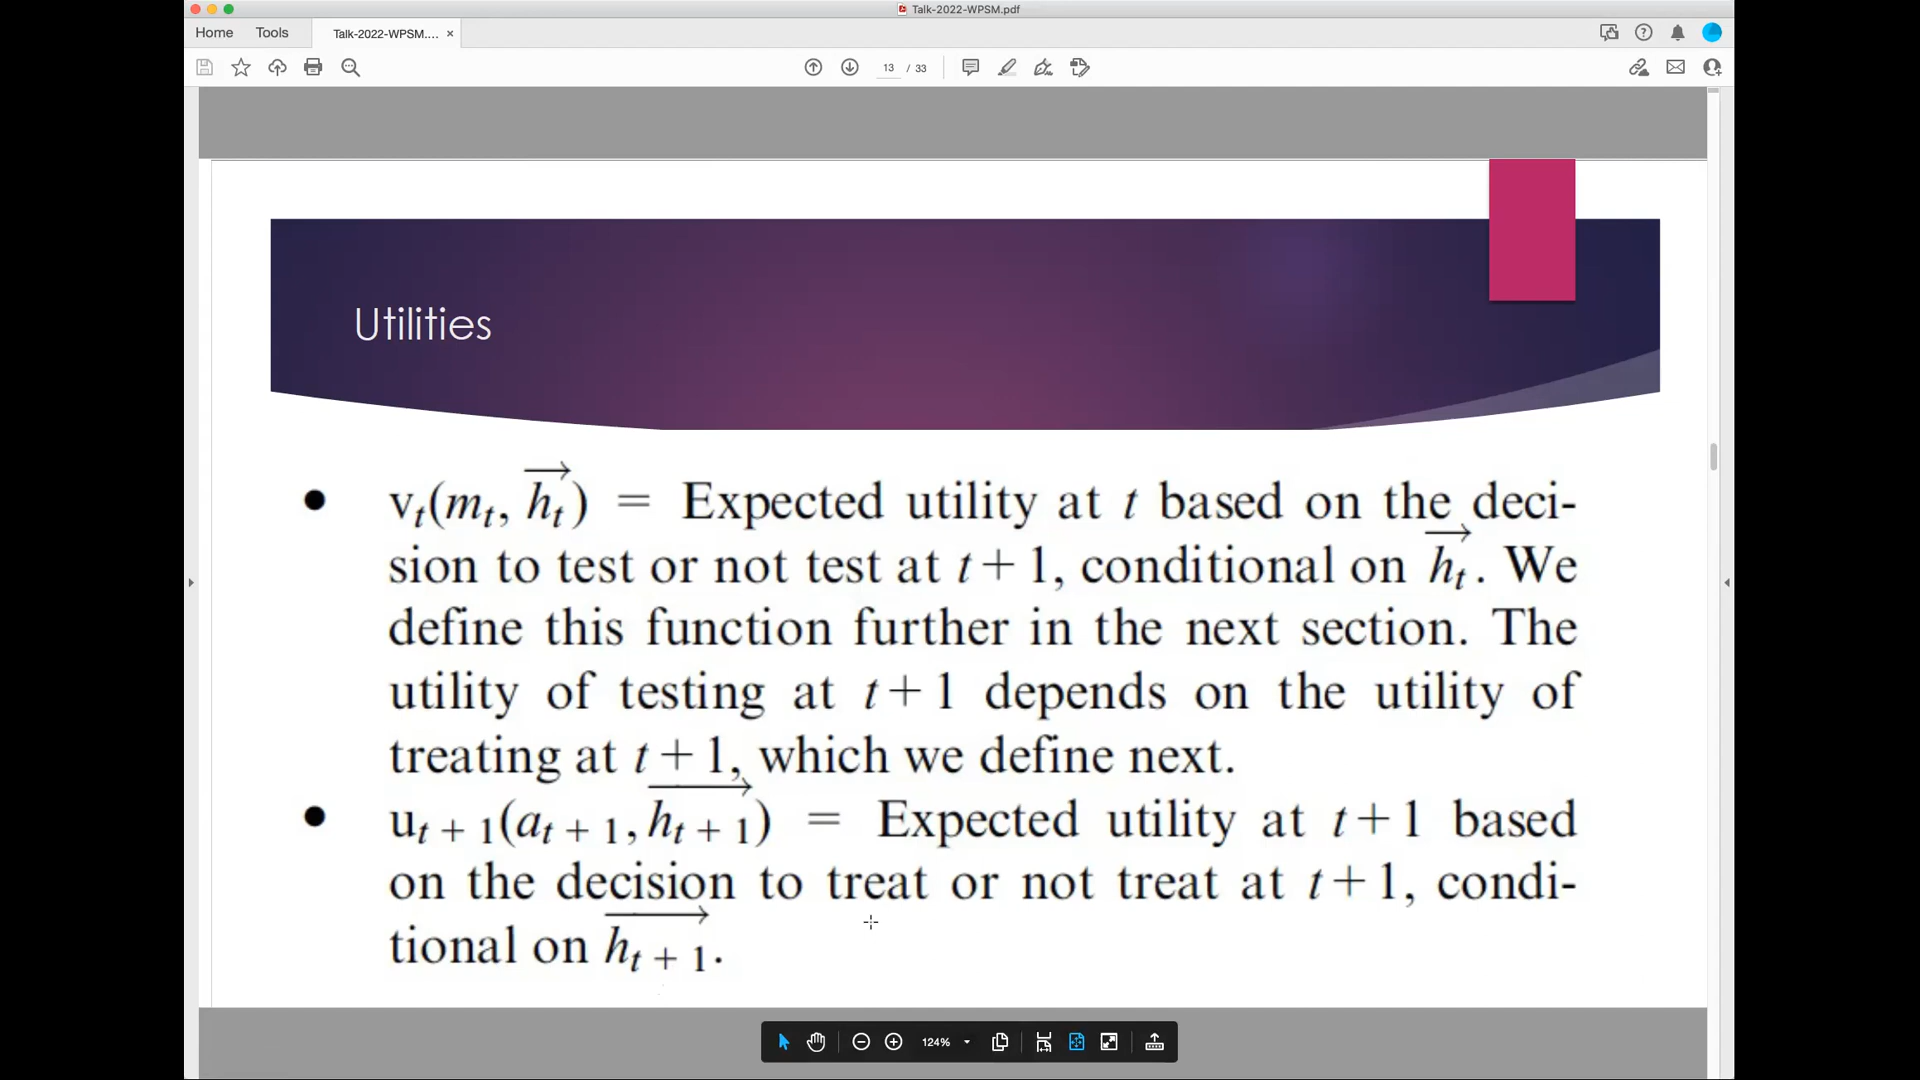 Talk-2022-WPSM.pdf
Home Tools Talk-2022-WPSM.... ×
13 / 33
Utilities
• v_t(m_t, \overrightarrow{h_t}) = Expected utility at t based on the deci-
sion to test or not test at t+1, conditional on \overrightarrow{h_t}. We
define this function further in the next section. The
utility of testing at t+1 depends on the utility of
treating at t+1, which we define next.
• u_{t+1}(a_{t+1}, \overrightarrow{h_{t+1}}) = Expected utility at t+1 based
on the decision to treat or not treat at t+1, condi-
tional on \overrightarrow{h_{t+1}}.
124%